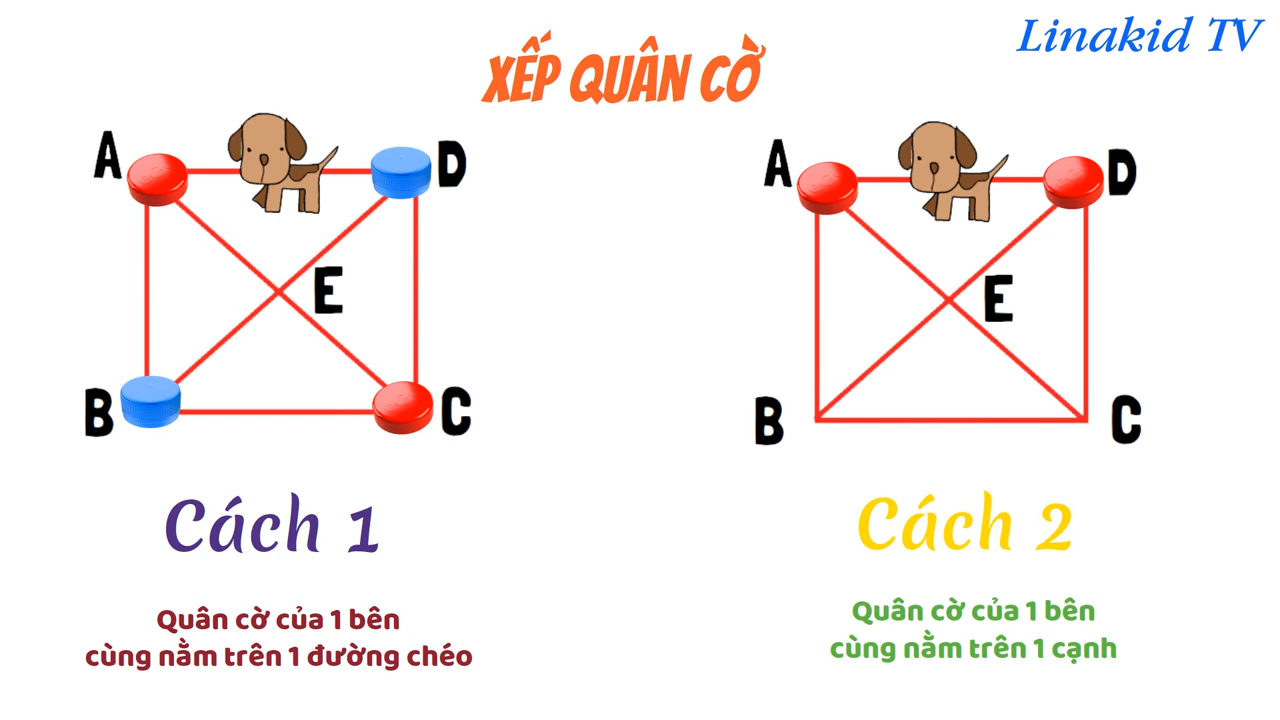 Linakid TV
XẾP QUÂN CỜ
A
D
E
B
C
Cách 1
Quân cờ của 1 bên
cùng nằm trên 1 đường chéo
A
D
E
B
C
Cách 2
Quân cờ của 1 bên
cùng nằm trên 1 cạnh